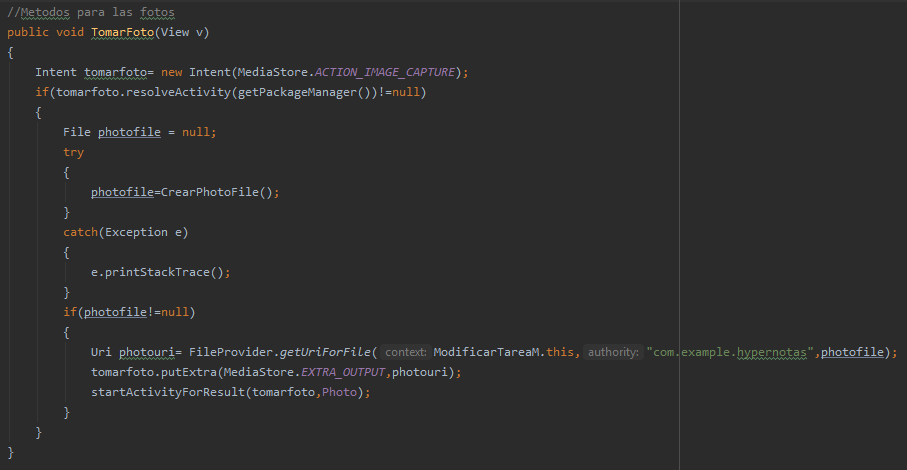 //Metodos para las fotos
public void TomarFoto(View v)
{
Intent tomarfoto= new Intent(MediaStore.ACTION_IMAGE_CAPTURE);
if(tomarfoto.resolveActivity(getPackageManager())!=null)
{
File photofile = null;
try
{
photofile=CrearPhotoFile();
}
catch(Exception e)
{
e.printStackTrace();
}
if(photofile!=null)
{
Uri photouri= FileProvider.getUriForFile( context: ModificarTareaM.this, authority: "com.example.hypernotas",photofile);
tomarfoto.putExtra(MediaStore.EXTRA_OUTPUT,photouri);
startActivityForResult(tomarfoto,Photo);
}
}
}